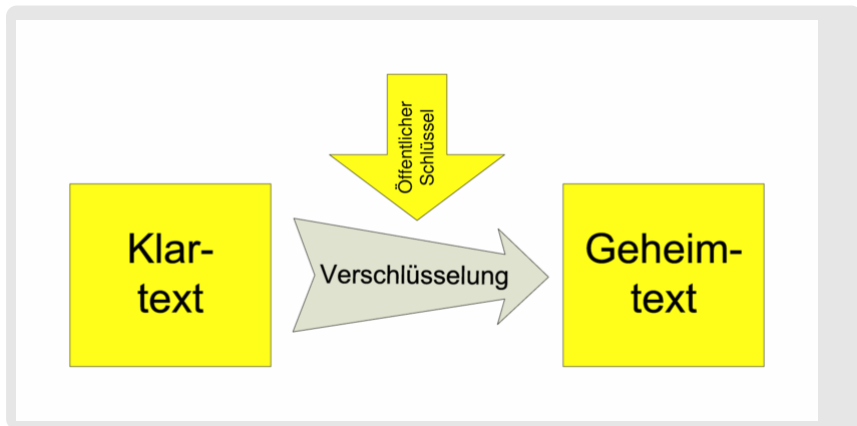 Öffentlicher
Schlüssel
Klar-
text
Verschlüsselung
Geheim-
text